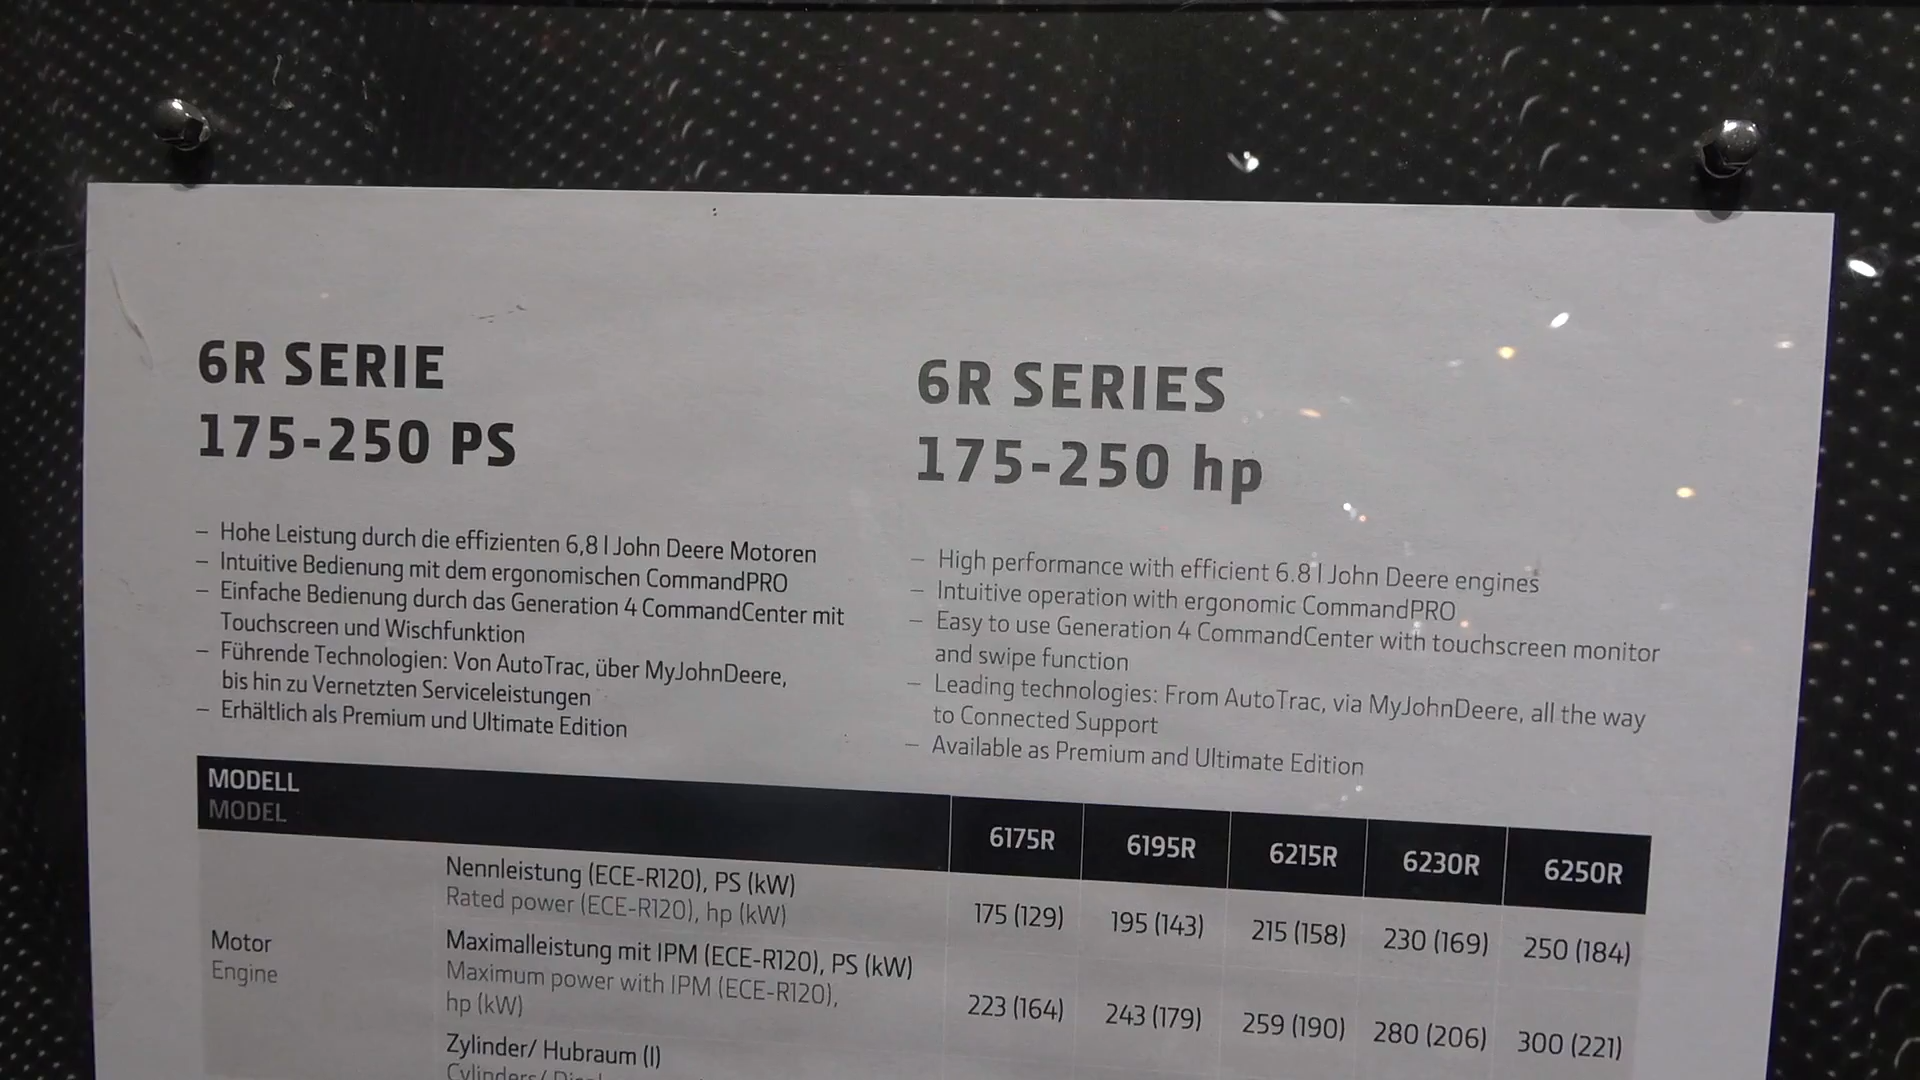 6R SERIE
175-250 PS
– Hohe Leistung durch die effizienten 6,8 l John Deere Motoren
– Intuitive Bedienung mit dem ergonomischen CommandPRO
– Einfache Bedienung durch das Generation 4 CommandCenter mit
Touchscreen und Wischfunktion
– Führende Technologien: Von AutoTrac, über MyJohnDeere,
bis hin zu Vernetzten Serviceleistungen
– Erhältlich als Premium und Ultimate Edition
6R SERIES
175-250 hp
– High performance with efficient 6.8 l John Deere engines
– Intuitive operation with ergonomic CommandPRO
– Easy to use Generation 4 CommandCenter with touchscreen monitor
and swipe function
– Leading technologies: From AutoTrac, via MyJohnDeere, all the way
to Connected Support
– Available as Premium and Ultimate Edition
MODELL
MODEL
6175R 6195R 6215R 6230R 6250R
Motor
Engine
Nennleistung (ECE-R120), PS (kW)
Rated power (ECE-R120), hp (kW)
175 (129) 195 (143) 215 (158) 230 (169) 250 (184)
Maximalleistung mit IPM (ECE-R120), PS (kW)
Maximum power with IPM (ECE-R120),
hp (kW)
223 (164) 243 (179) 259 (190) 280 (206) 300 (221)
Zylinder/ Hubraum (l)
Cylinders/